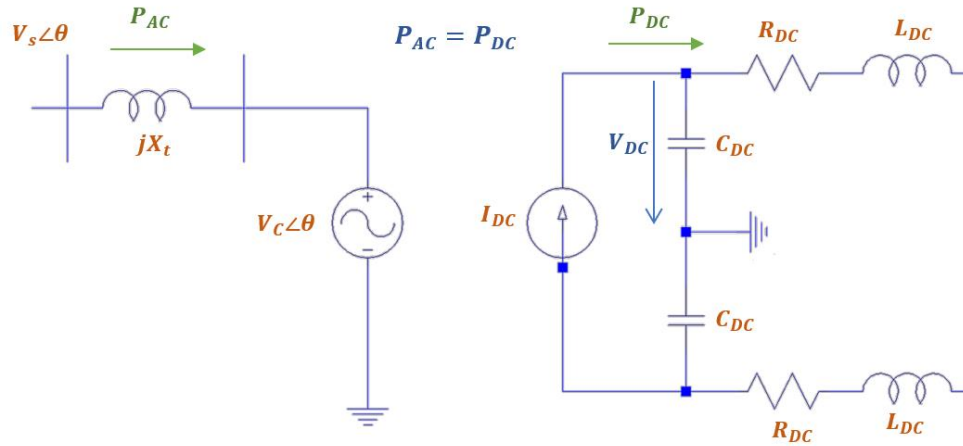 P_AC
V_s∠θ
jX_t
V_C∠θ
+
−
P_AC = P_DC
P_DC
R_DC
L_DC
V_DC
C_DC
I_DC
C_DC
R_DC
L_DC